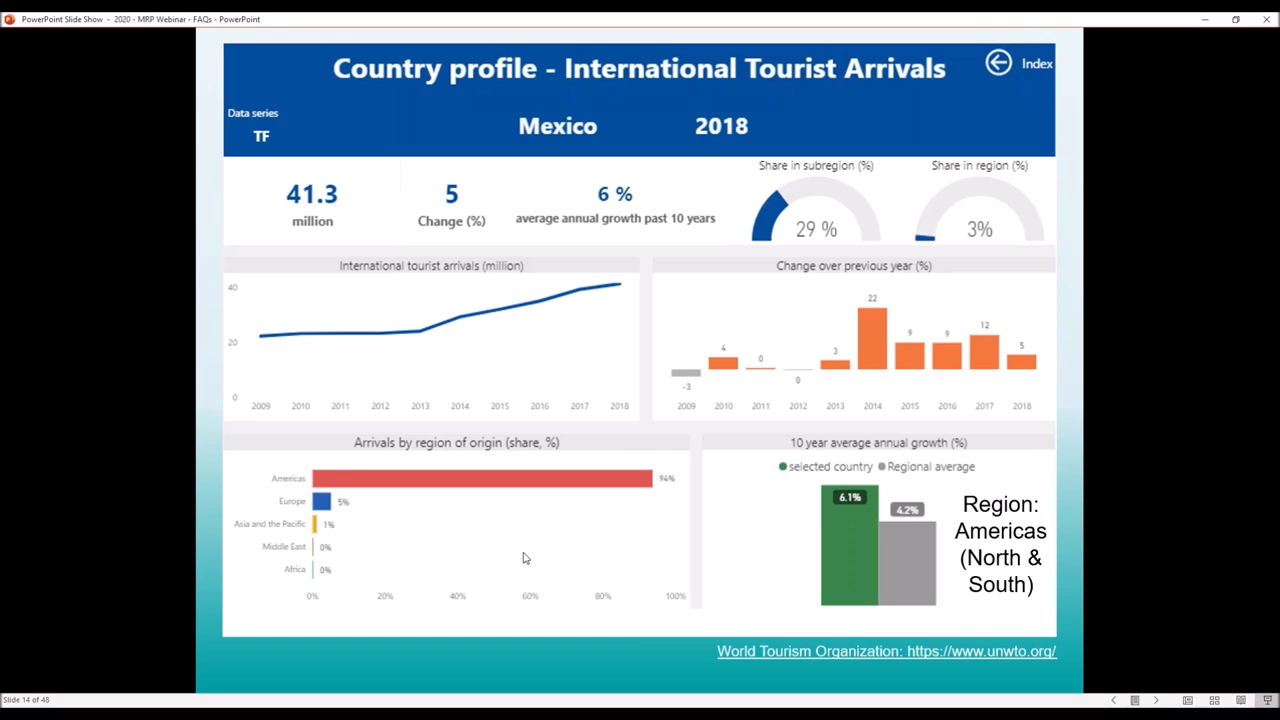 PowerPoint Slide Show - 2020 - MRP Webinar - FAQs - PowerPoint
Country profile - International Tourist Arrivals
Index
Data series
TF
Mexico 2018
41.3
million
5
Change (%)
6 %
average annual growth past 10 years
Share in subregion (%)
29 %
Share in region (%)
3%
International tourist arrivals (million)
40
20
0
2009 2010 2011 2012 2013 2014 2015 2016 2017 2018
Change over previous year (%)
-3 4 0 0 3 22 9 9 12 5
2009 2010 2011 2012 2013 2014 2015 2016 2017 2018
Arrivals by region of origin (share, %)
Americas 94%
Europe 5%
Asia and the Pacific 1%
Middle East 0%
Africa 0%
0% 20% 40% 60% 80% 100%
10 year average annual growth (%)
selected country Regional average
6.1% 4.2%
Region:
Americas
(North &
South)
World Tourism Organization: https://www.unwto.org/
Slide 14 of 48